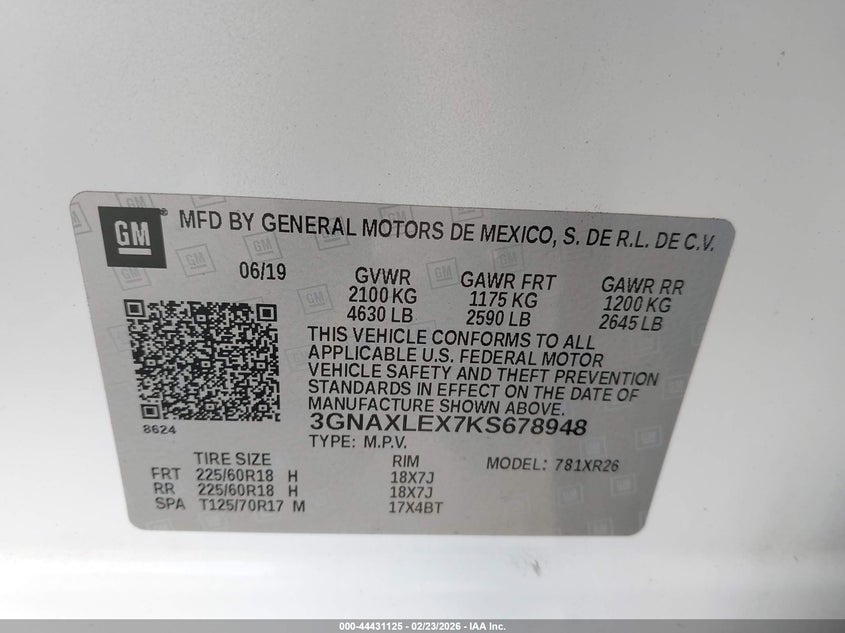 GM ® MFD BY GENERAL MOTORS DE MEXICO, S. DE R.L. DE C.V.
06/19
GVWR GAWR FRT GAWR RR
2100 KG 1175 KG 1200 KG
4630 LB 2590 LB 2645 LB
THIS VEHICLE CONFORMS TO ALL
APPLICABLE U.S. FEDERAL MOTOR
VEHICLE SAFETY AND THEFT PREVENTION
STANDARDS IN EFFECT ON THE DATE OF
MANUFACTURE SHOWN ABOVE.
8624
3GNAXLEX7KS678948
TYPE: M.P.V.
TIRE SIZE RIM MODEL: 781XR26
FRT 225/60R18 H 18X7J
RR 225/60R18 H 18X7J
SPA T125/70R17 M 17X4BT
000-44431125 - 02/23/2026 - IAA Inc.